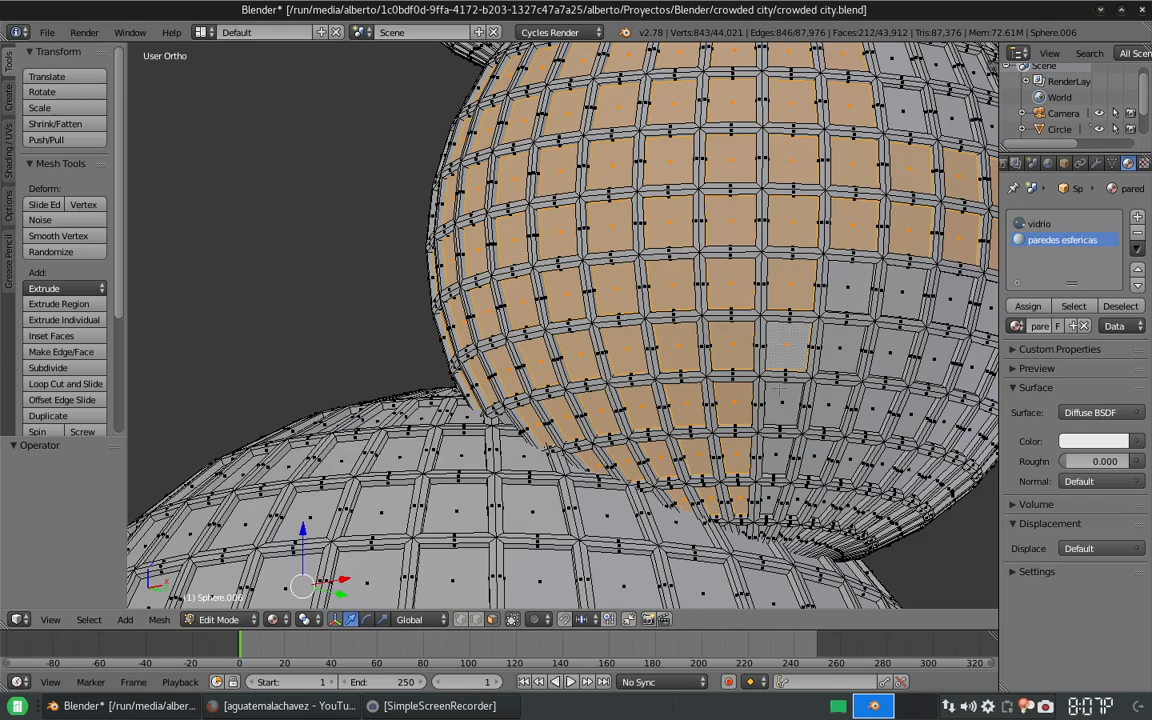 Blender* [/run/media/alberto/1c0bdf0d-9ffa-4172-b203-1327c47a7a25/alberto/Proyectos/Blender/crowded city/crowded city.blend]
File Render Window Help Default Scene Cycles Render v2.78 | Verts:843/44,021 | Edges:846/87,976 | Faces:212/43,912 | Tris:87,376 | Mem:72.61M | Sphere.006
Tools
Create
Shading / UVs
Options
Grease Pencil
Transform
Translate
Rotate
Scale
Shrink/Fatten
Push/Pull
Mesh Tools
Deform:
Slide Ed Vertex
Noise
Smooth Vertex
Randomize
Add:
Extrude
Extrude Region
Extrude Individual
Inset Faces
Make Edge/Face
Subdivide
Loop Cut and Slide
Offset Edge Slide
Duplicate
Spin Screw
Operator
User Ortho
(1) Sphere.006
View Search All Scen
Scene
RenderLay
World
Camera
Circle
Sp pared
vidrio
paredes esfericas
Assign Select Deselect
pare F Data
Custom Properties
Preview
Surface
Surface: Diffuse BSDF
Color:
Roughn 0.000
Normal: Default
Volume
Displacement
Displace Default
Settings
View Select Add Mesh Edit Mode Global
-80 -60 -40 -20 0 20 40 60 80 100 120 140 160 180 200 220 240 260 280 300 320
View Marker Frame Playback Start: 1 End: 250 1 No Sync
Blender* [/run/media/alber... [aguatemalachavez - YouTu... [SimpleScreenRecorder] 8:07P